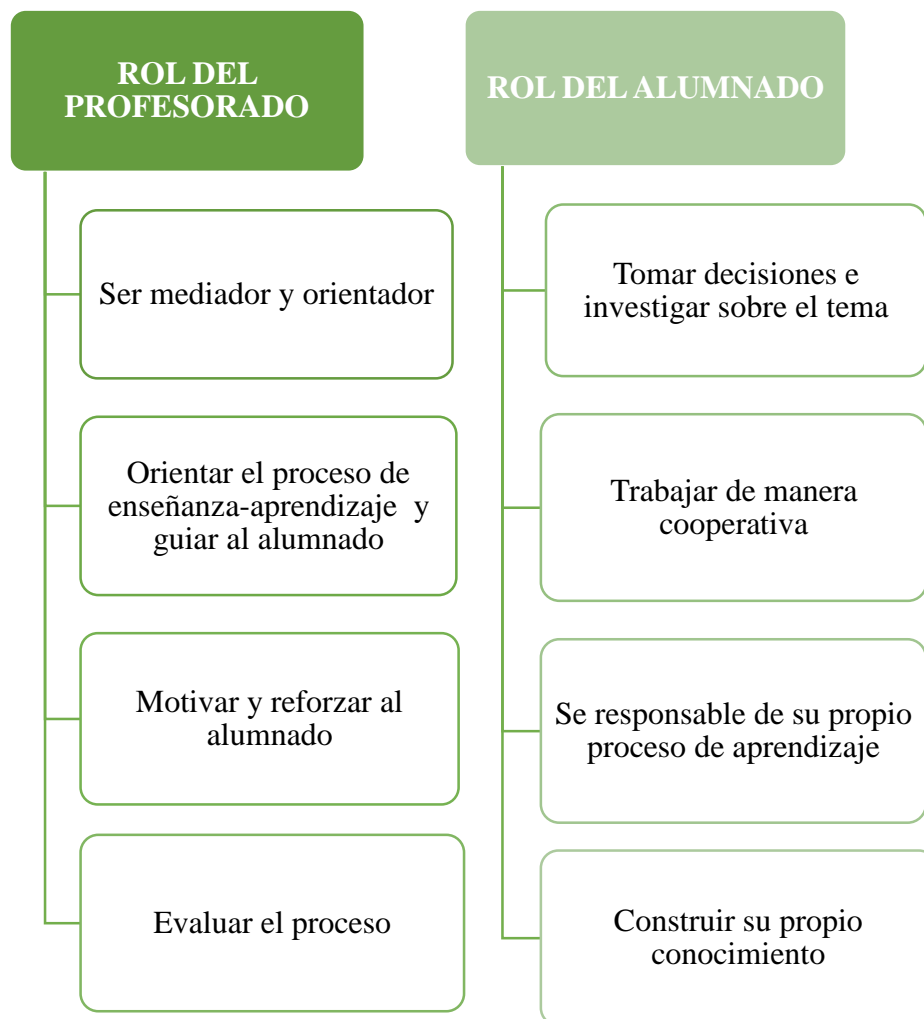 ROL DEL
PROFESORADO
Ser mediador y orientador
Orientar el proceso de
enseñanza-aprendizaje y
guiar al alumnado
Motivar y reforzar al
alumnado
Evaluar el proceso
ROL DEL ALUMNADO
Tomar decisiones e
investigar sobre el tema
Trabajar de manera
cooperativa
Se responsable de su propio
proceso de aprendizaje
Construir su propio
conocimiento